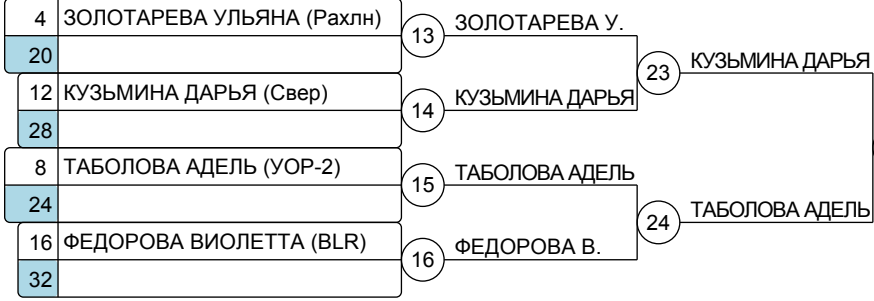 4 ЗОЛОТАРЕВА УЛЬЯНА (Рахлн)
20
13 ЗОЛОТАРЕВА У.
12 КУЗЬМИНА ДАРЬЯ (Свер)
28
14 КУЗЬМИНА ДАРЬЯ
23 КУЗЬМИНА ДАРЬЯ
8 ТАБОЛОВА АДЕЛЬ (УОР-2)
24
15 ТАБОЛОВА АДЕЛЬ
16 ФЕДОРОВА ВИОЛЕТТА (BLR)
32
16 ФЕДОРОВА В.
24 ТАБОЛОВА АДЕЛЬ